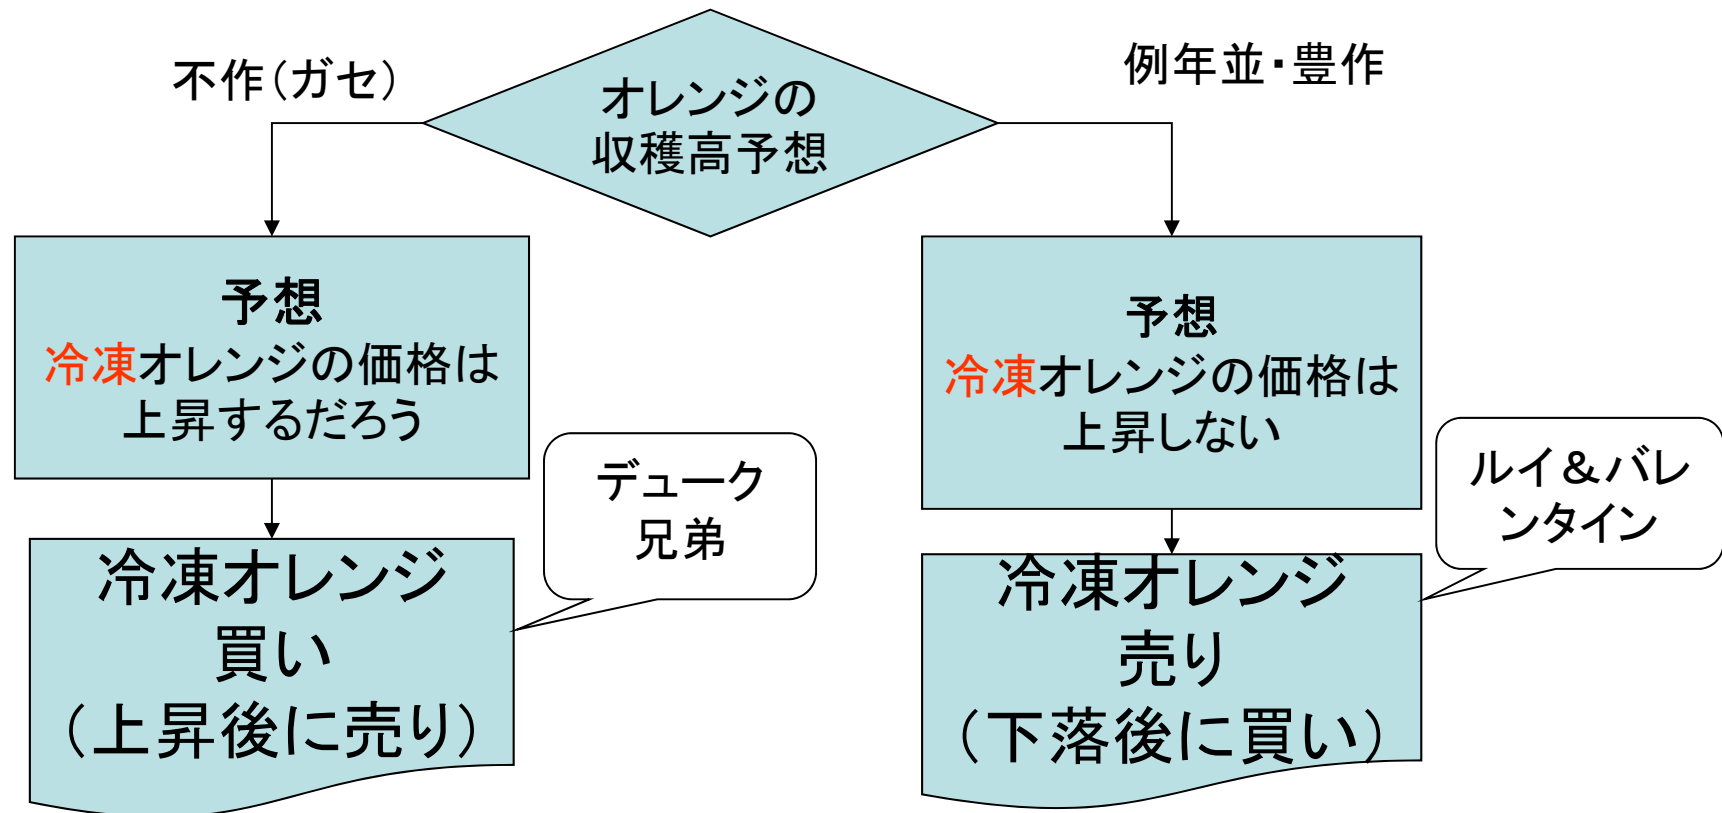 不作(ガセ)
オレンジの
収穫高予想
例年並・豊作
予想
冷凍オレンジの価格は
上昇するだろう
予想
冷凍オレンジの価格は
上昇しない
デューク
兄弟
ルイ&バレ
ンタイン
冷凍オレンジ
買い
(上昇後に売り)
冷凍オレンジ
売り
(下落後に買い)